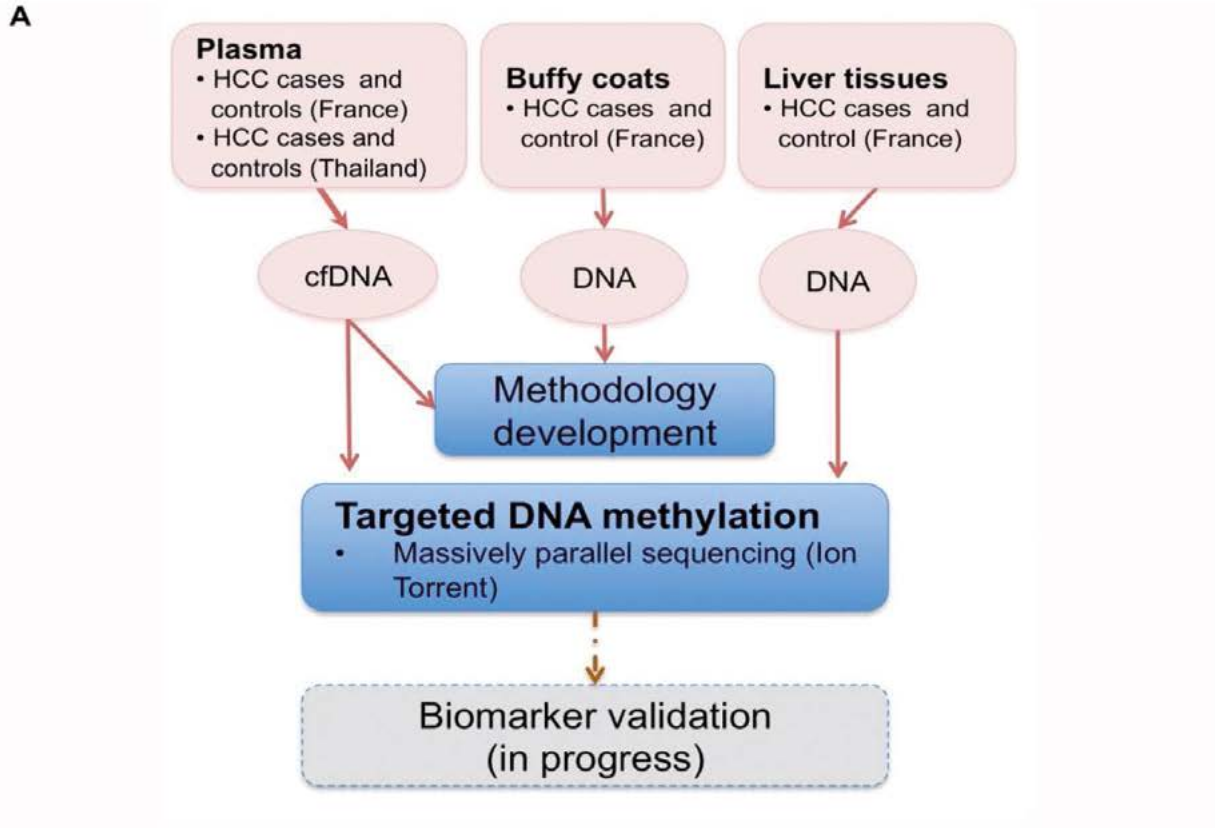 A
Plasma
• HCC cases and
controls (France)
• HCC cases and
controls (Thailand)
Buffy coats
• HCC cases and
control (France)
Liver tissues
• HCC cases and
control (France)
cfDNA
DNA
DNA
Methodology
development
Targeted DNA methylation
• Massively parallel sequencing (Ion
Torrent)
Biomarker validation
(in progress)